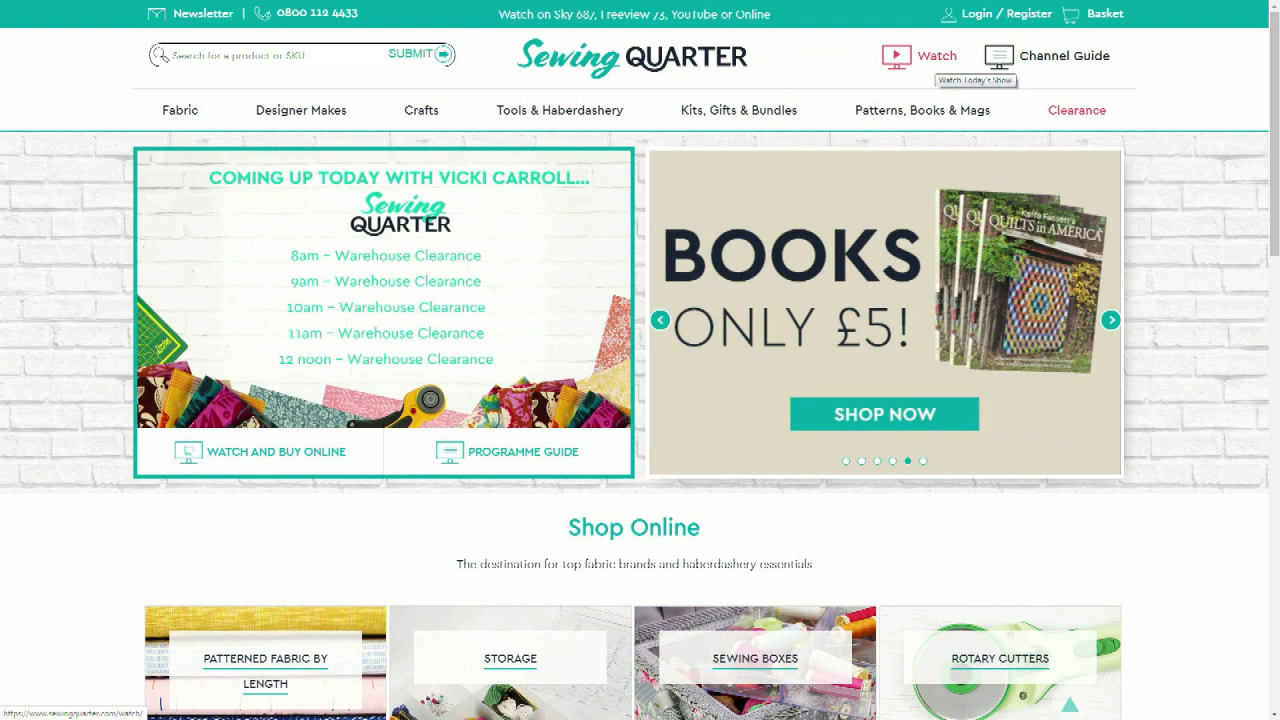 Newsletter | 0800 112 4433
Watch on Sky 687, Freeview 73, YouTube or Online
Login / Register Basket
Search for a product or SKU
SUBMIT
Sewing QUARTER
Watch
Channel Guide
Watch Today's Show
Fabric Designer Makes Crafts Tools & Haberdashery Kits, Gifts & Bundles Patterns, Books & Mags Clearance
COMING UP TODAY WITH VICKI CARROLL...
Sewing
QUARTER
8am - Warehouse Clearance
9am - Warehouse Clearance
10am - Warehouse Clearance
11am - Warehouse Clearance
12 noon - Warehouse Clearance
WATCH AND BUY ONLINE
PROGRAMME GUIDE
BOOKS
ONLY £5!
Kaffe Fassett's
QUILTS in AMERICA
SHOP NOW
Shop Online
The destination for top fabric brands and haberdashery essentials
PATTERNED FABRIC BY
LENGTH
STORAGE
SEWING BOXES
ROTARY CUTTERS
https://www.sewingquarter.com/watch/